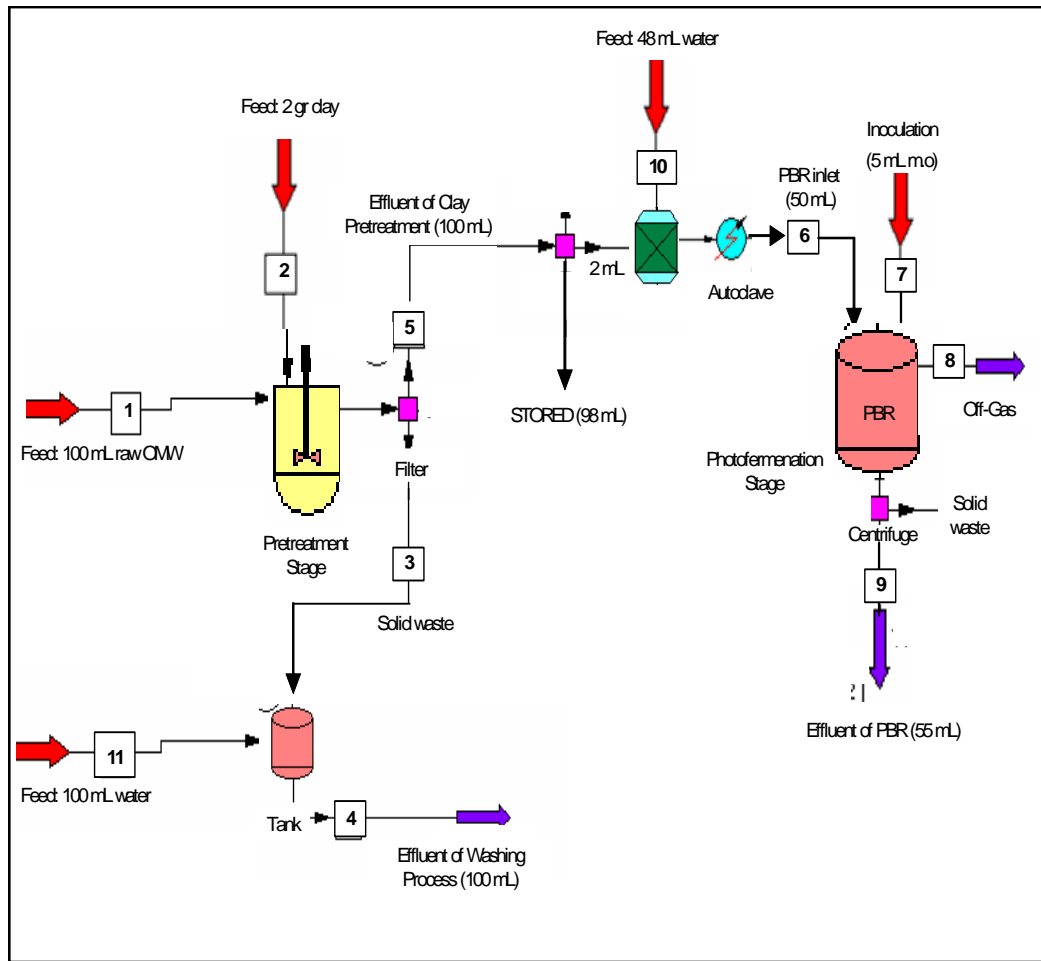 Feed: 48 mL water
Feed: 2 gr clay
Inoculation
(5 mL m.o)
10
PBR inlet
(50 mL)
Effluent of Clay
Pretreatment (100 mL)
2
6
7
2 mL
Autoclave
5
8
1
STORED (98 mL)
PBR
Off-Gas
Feed: 100 mL raw OMW
Filter
Photofermenation
Stage
Solid
waste
Centrifuge
Pretreatment
Stage
3
9
Solid waste
Effluent of PBR (55 mL)
11
Feed: 100 mL water
Tank
4
Effluent of Washing
Process (100 mL)